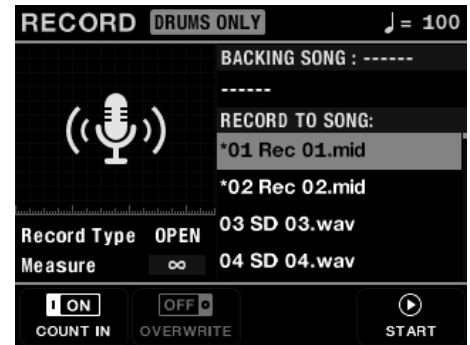 RECORD DRUMS ONLY ♩= 100
BACKING SONG : ------
------
RECORD TO SONG:
*01 Rec 01.mid
*02 Rec 02.mid
03 SD 03.wav
04 SD 04.wav
Record Type OPEN
Measure ∞
ON
COUNT IN
OFF
OVERWRITE
START